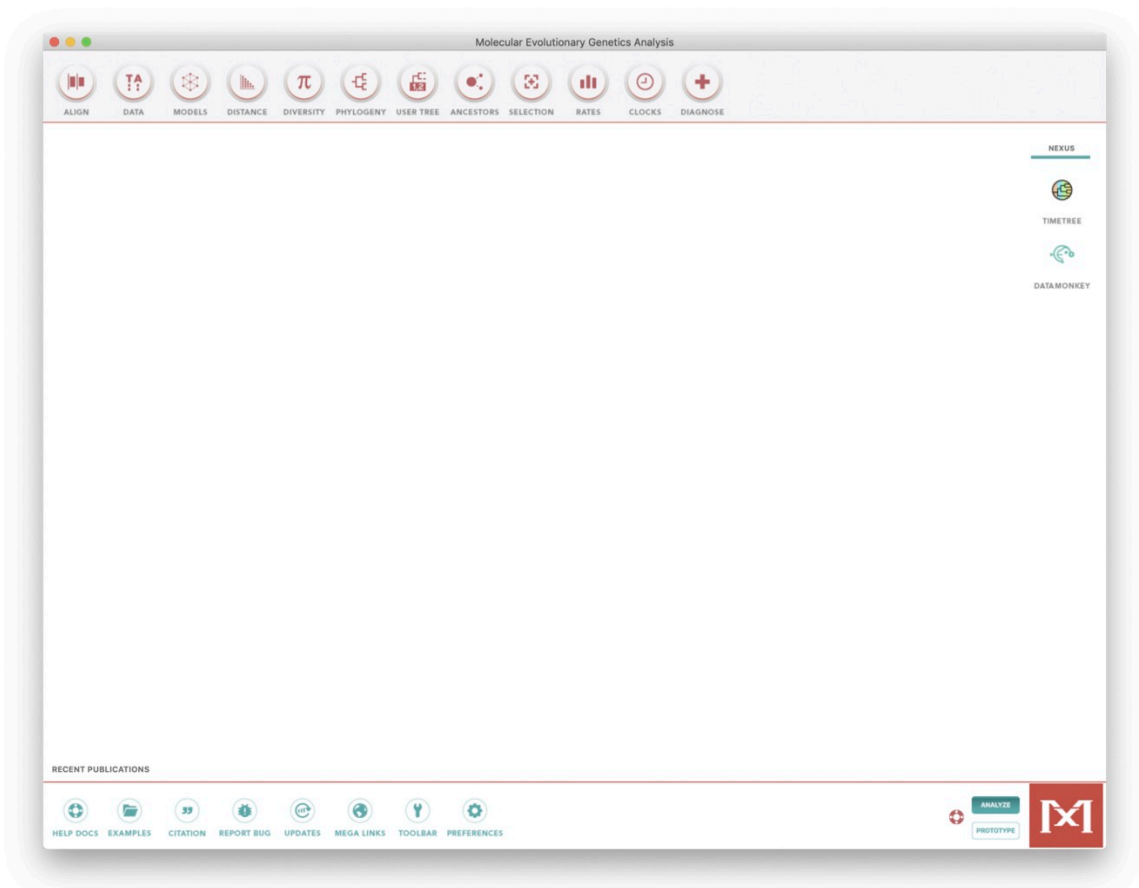 Molecular Evolutionary Genetics Analysis
TA
π
ALIGN DATA MODELS DISTANCE DIVERSITY PHYLOGENY USER TREE ANCESTORS SELECTION RATES CLOCKS DIAGNOSE
NEXUS
TIMETREE
DATAMONKEY
RECENT PUBLICATIONS
HELP DOCS EXAMPLES CITATION REPORT BUG UPDATES MEGA LINKS TOOLBAR PREFERENCES
ANALYZE
PROTOTYPE
M